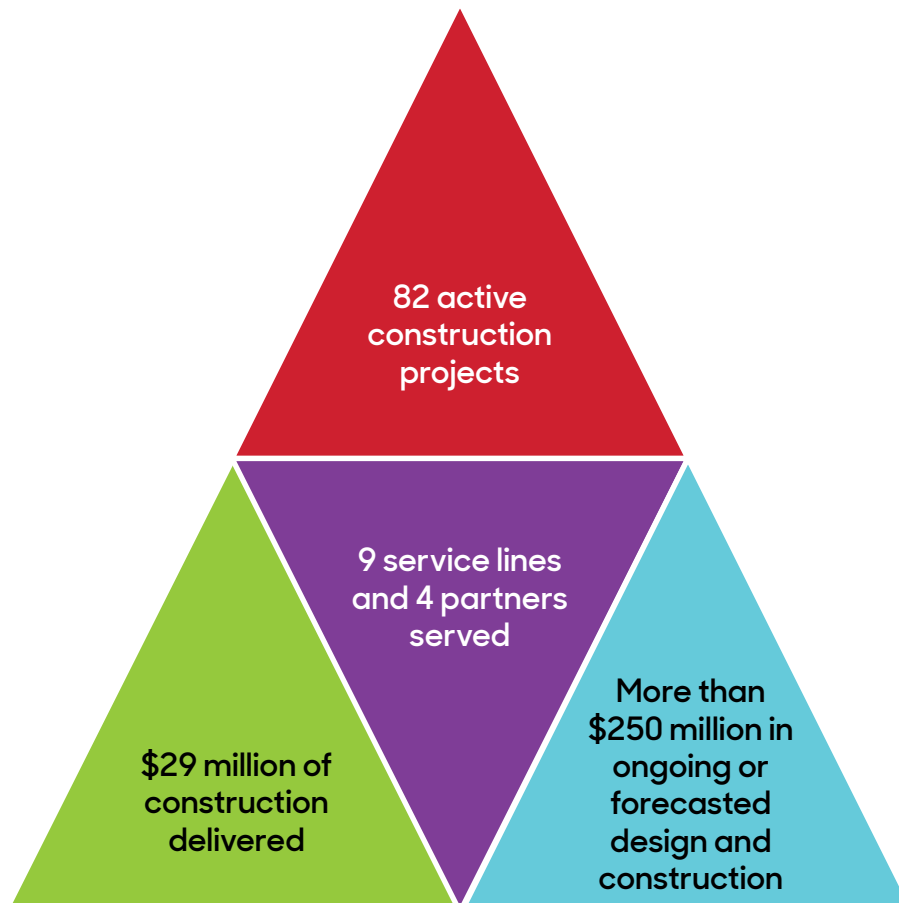 82 active
construction
projects
9 service lines
and 4 partners
served
$29 million of
construction
delivered
More than
$250 million in
ongoing or
forecasted
design and
construction